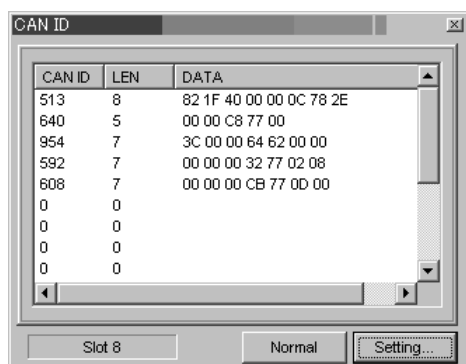 CAN ID
CAN ID LEN DATA
513 8 82 1F 40 00 00 0C 78 2E
640 5 00 00 C8 77 00
954 7 3C 00 00 64 62 00 00
592 7 00 00 00 32 77 02 08
608 7 00 00 00 CB 77 0D 00
0 0
0 0
0 0
0 0
Slot 8 Normal Setting...